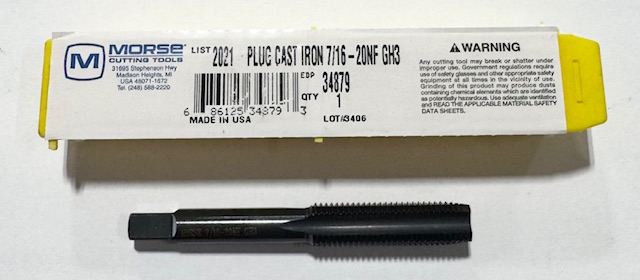 M
MORSE
CUTTING TOOLS
31695 Stephenson Hwy
Madison Heights, MI
USA 48071-1672
Tel: (248) 588-2220
LIST 2021 - PLUG CAST IRON 7/16-20NF GH3
EDP 34879
QTY 1
6 86125 34879 3
MADE IN USA
LOT#3406
WARNING
Any cutting tool may break or shatter under
improper use. Government regulations require
use of safety glasses and other appropriate safety
equipment at all times in the vicinity of use.
Grinding of this product may produce dusts
containing chemical elements which are identified
as potentially hazardous. Use adequate ventilation
and READ THE APPLICABLE MATERIAL SAFETY
DATA SHEETS.
7/16-20NF GH3